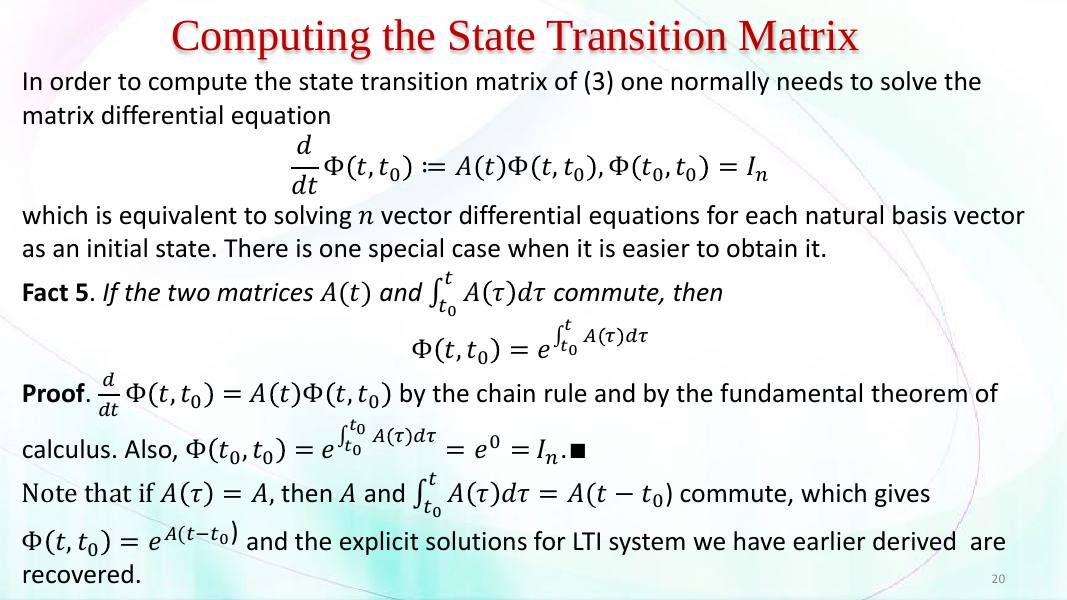 Computing the State Transition Matrix
In order to compute the state transition matrix of (3) one normally needs to solve the
matrix differential equation
d/dt Φ(t, t₀) ≔ A(t)Φ(t, t₀), Φ(t₀, t₀) = Iₙ
which is equivalent to solving n vector differential equations for each natural basis vector
as an initial state. There is one special case when it is easier to obtain it.
Fact 5. If the two matrices A(t) and ∫_{t₀}^{t} A(τ)dτ commute, then
Φ(t, t₀) = e^{∫_{t₀}^{t} A(τ)dτ}
Proof. d/dt Φ(t, t₀) = A(t)Φ(t, t₀) by the chain rule and by the fundamental theorem of
calculus. Also, Φ(t₀, t₀) = e^{∫_{t₀}^{t₀} A(τ)dτ} = e⁰ = Iₙ.■
Note that if A(τ) = A, then A and ∫_{t₀}^{t} A(τ)dτ = A(t − t₀) commute, which gives
Φ(t, t₀) = e^{A(t−t₀)} and the explicit solutions for LTI system we have earlier derived are
recovered.
20